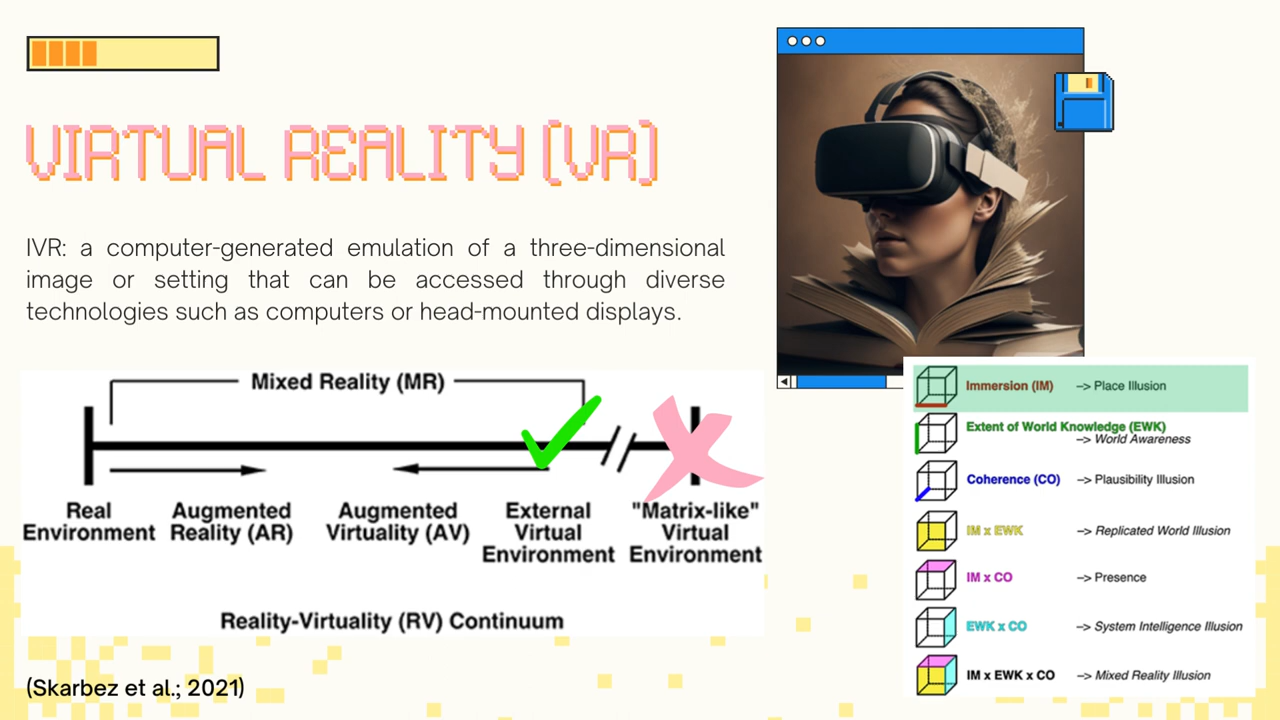 VIRTUAL REALITY (VR)
IVR: a computer-generated emulation of a three-dimensional
image or setting that can be accessed through diverse
technologies such as computers or head-mounted displays.
Mixed Reality (MR)
Real
Environment
Augmented
Reality (AR)
Augmented
Virtuality (AV)
External
Virtual
Environment
"Matrix-like"
Virtual
Environment
Reality-Virtuality (RV) Continuum
(Skarbez et al.; 2021)
Immersion (IM) --> Place Illusion
Extent of World Knowledge (EWK)
--> World Awareness
Coherence (CO) --> Plausibility Illusion
IM x EWK --> Replicated World Illusion
IM x CO --> Presence
EWK x CO --> System Intelligence Illusion
IM x EWK x CO --> Mixed Reality Illusion